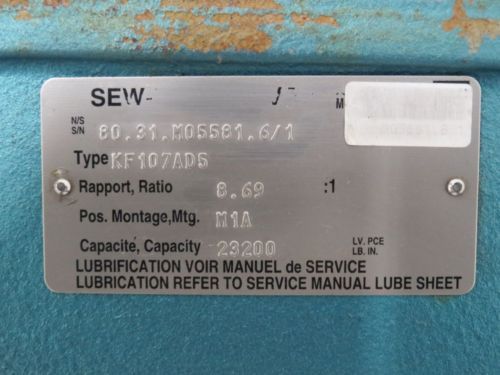 SEW-
N/S
S/N 80.31.M05581.6/1
Type KF107AD5
Rapport, Ratio 8.69 :1
Pos. Montage,Mtg. M1A
Capacite, Capacity 23200 LV. PCE
LB. IN.
LUBRIFICATION VOIR MANUEL de SERVICE
LUBRICATION REFER TO SERVICE MANUAL LUBE SHEET